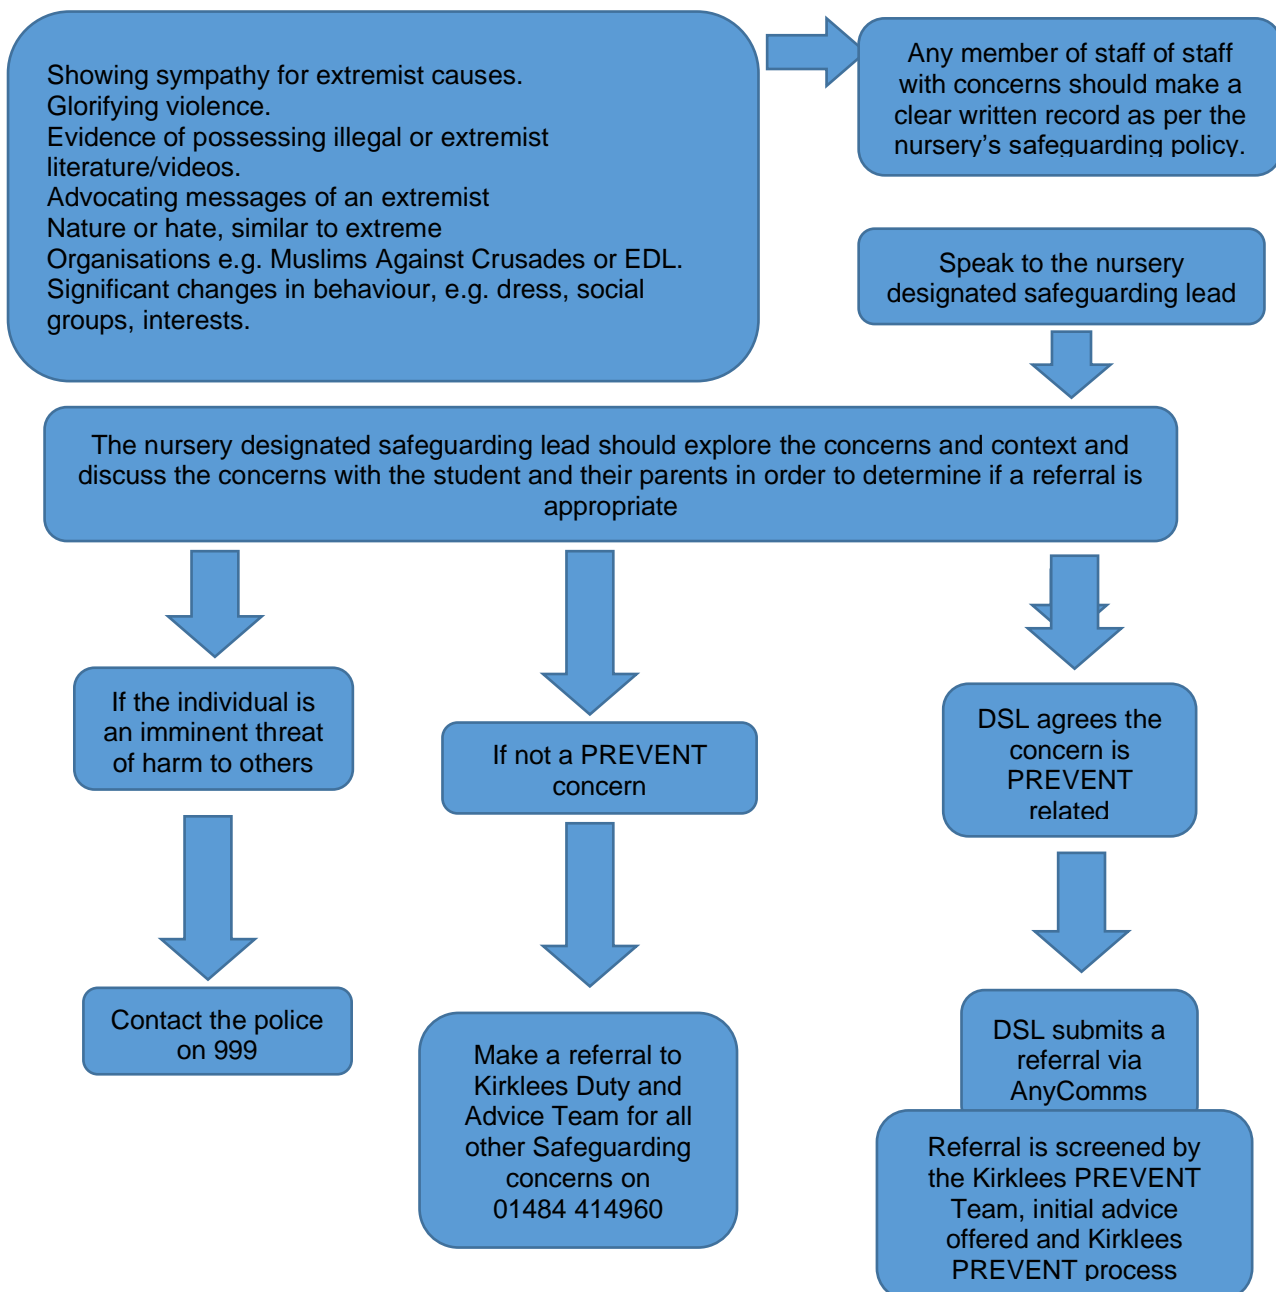 Showing sympathy for extremist causes.
Glorifying violence.
Evidence of possessing illegal or extremist
literature/videos.
Advocating messages of an extremist
Nature or hate, similar to extreme
Organisations e.g. Muslims Against Crusades or EDL.
Significant changes in behaviour, e.g. dress, social
groups, interests.
Any member of staff of staff
with concerns should make a
clear written record as per the
nursery’s safeguarding policy.
Speak to the nursery
designated safeguarding lead
The nursery designated safeguarding lead should explore the concerns and context and
discuss the concerns with the student and their parents in order to determine if a referral is
appropriate
If the individual is
an imminent threat
of harm to others
If not a PREVENT
concern
DSL agrees the
concern is
PREVENT
related
Contact the police
on 999
Make a referral to
Kirklees Duty and
Advice Team for all
other Safeguarding
concerns on
01484 414960
DSL submits a
referral via
AnyComms
Referral is screened by
the Kirklees PREVENT
Team, initial advice
offered and Kirklees
PREVENT process